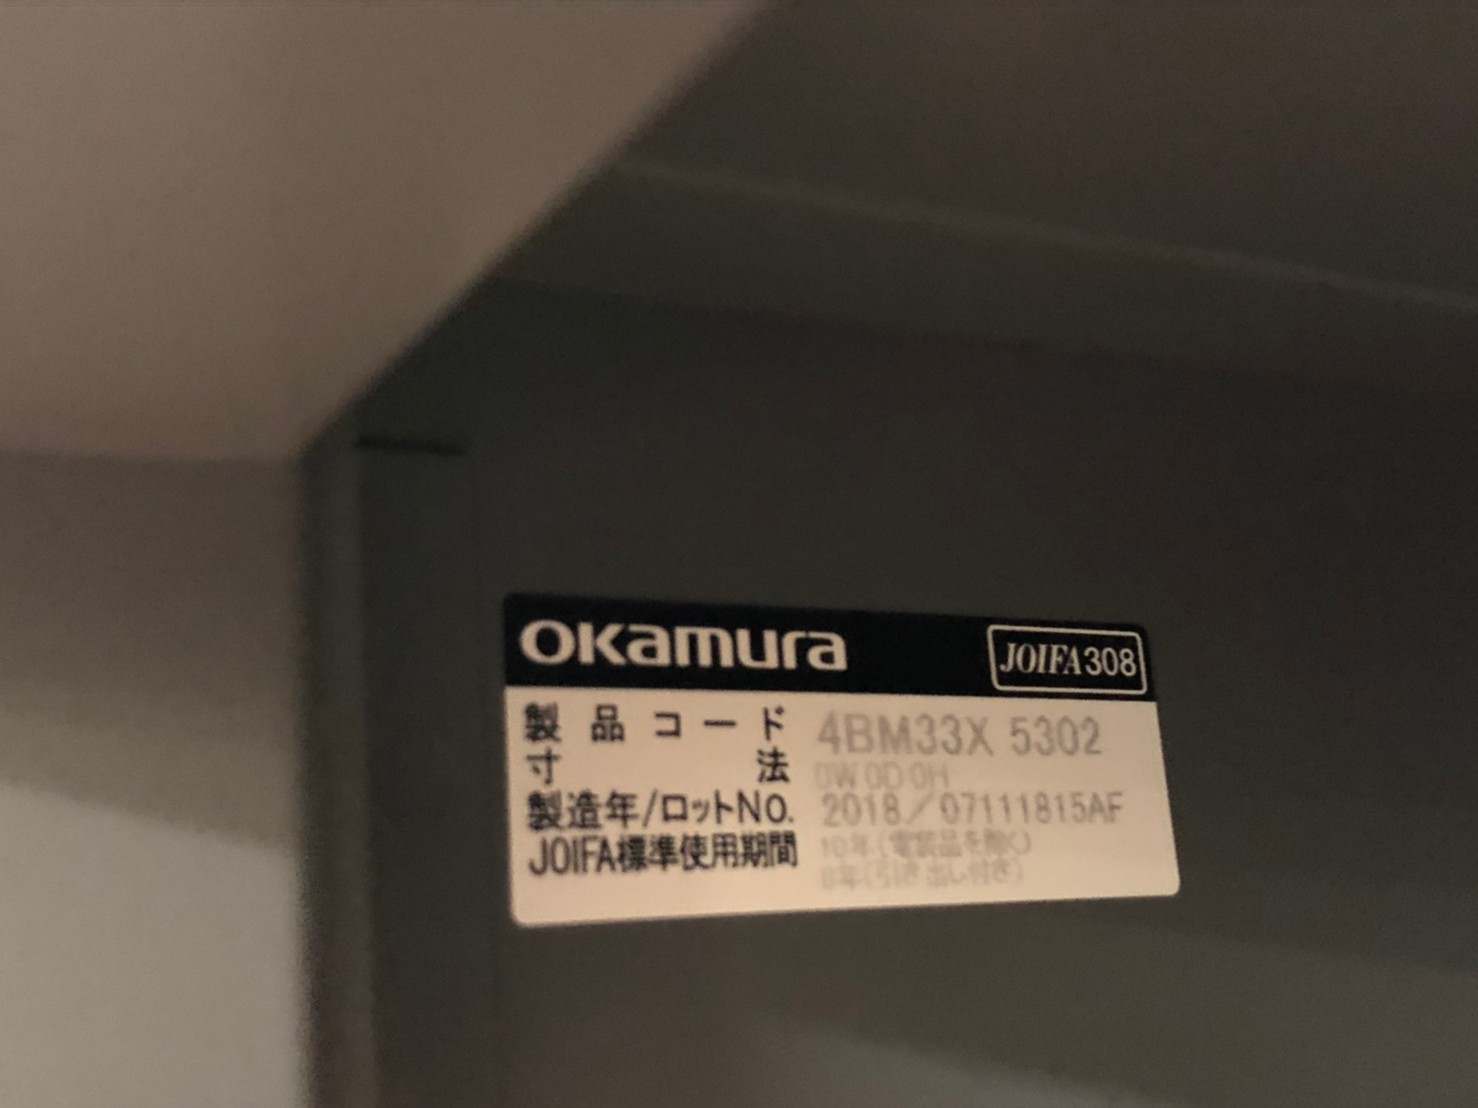 OKamura
JOIFA308
製品コード 4BM33X 5302
寸法 0W 0D 0H
製造年/ロットNo. 2018/07111815AF
JOIFA標準使用期間 10年(電装品を除く)
8年(引き出し付き)